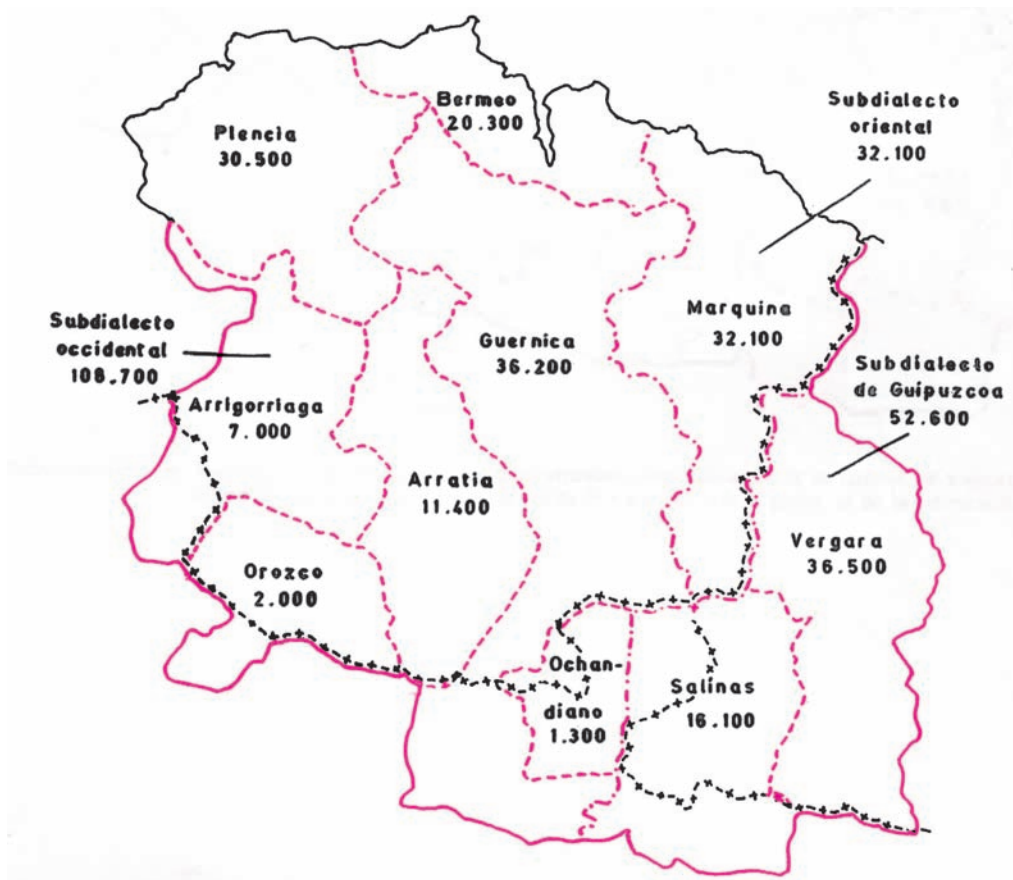 Bermeo
20.300
Plencia
30.500
Subdialecto
oriental
32.100
Subdialecto
occidental
108.700
Guernica
36.200
Marquina
32.100
Subdialecto
de Guipuzcoa
52.600
Arrigorriaga
7.000
Arratia
11.400
Vergara
36.500
Orozco
2.000
Ochan-
diano
1.300
Salinas
16.100